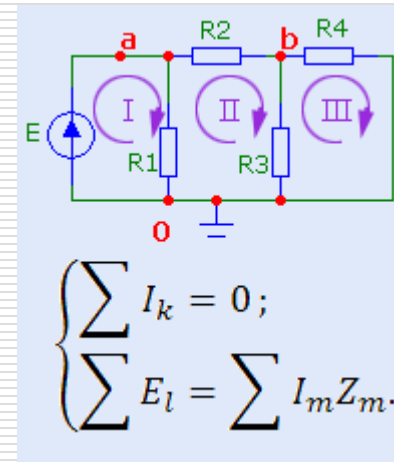 a R2 b R4
E I II III
R1 R3
0
∑ I_k = 0 ;
∑ E_l = ∑ I_m Z_m.